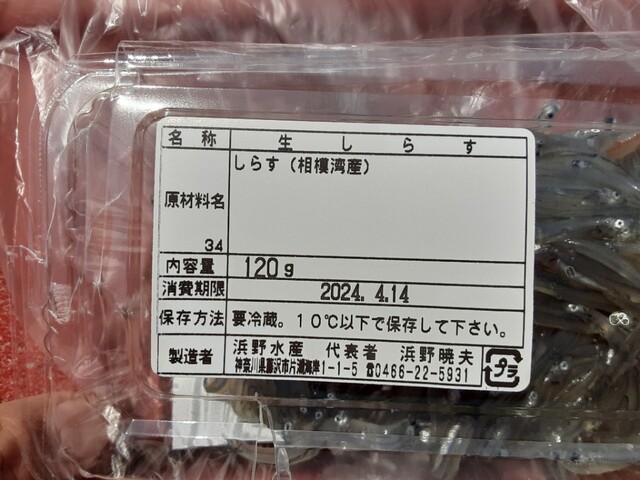 名称 生しらす
しらす（相模湾産）
原材料名
34
内容量 120g
消費期限 2024. 4.14
保存方法 要冷蔵。10℃以下で保存して下さい。
製造者 浜野水産 代表者 浜野暁夫
神奈川県藤沢市片瀬海岸1-1-5 ☎0466-22-5931
プラ